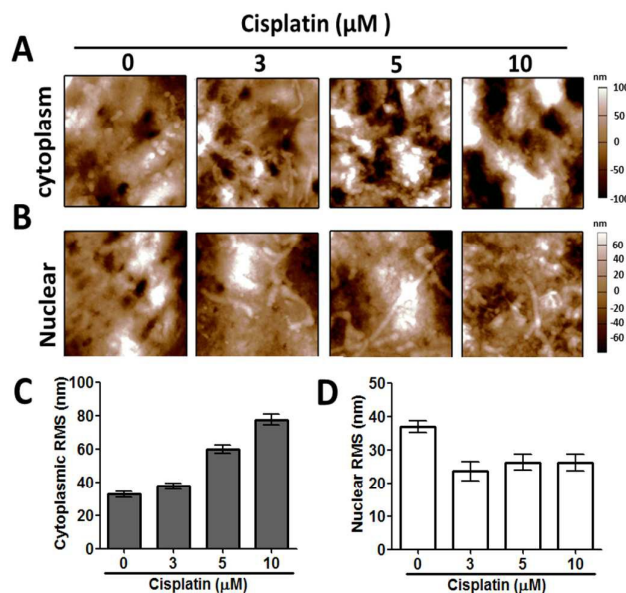 Cisplatin (μM )
A
0 3 5 10
cytoplasm
nm
100
50
0
-50
-100
B
Nuclear
nm
60
40
20
0
-20
-40
-60
C
Cytoplasmic RMS (nm)
100
80
60
40
20
0
0 3 5 10
Cisplatin (μM)
D
Nuclear RMS (nm)
50
40
30
20
10
0
0 3 5 10
Cisplatin (μM)